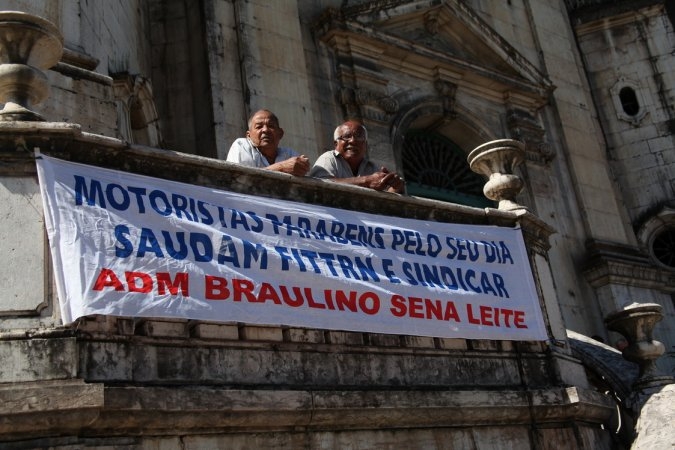 MOTORISTAS PARABENS PELO SEU DIA
SAUDAM FITTRN E SINDICAR
ADM BRAULINO SENA LEITE